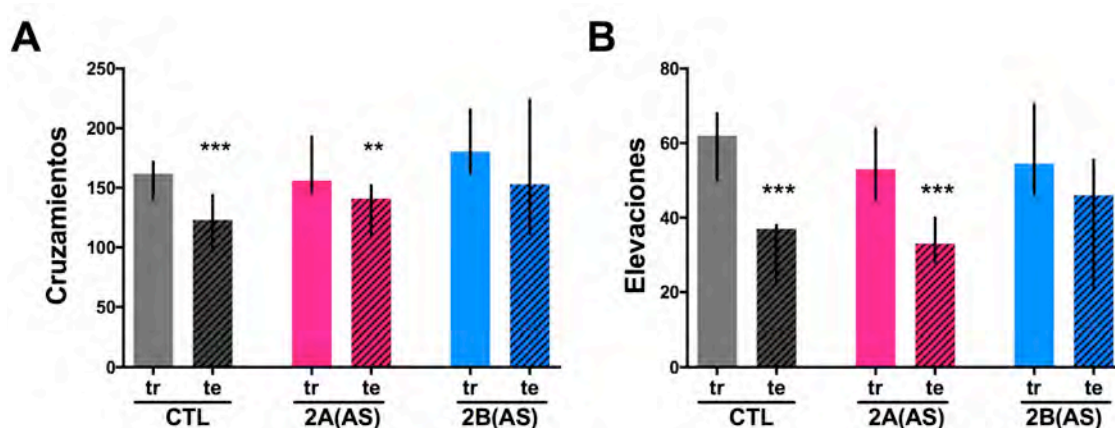 A
Cruzamientos
250
200
150
100
50
0
***
**
tr te tr te tr te
CTL 2A(AS) 2B(AS)
B
Elevaciones
80
60
40
20
0
***
***
tr te tr te tr te
CTL 2A(AS) 2B(AS)